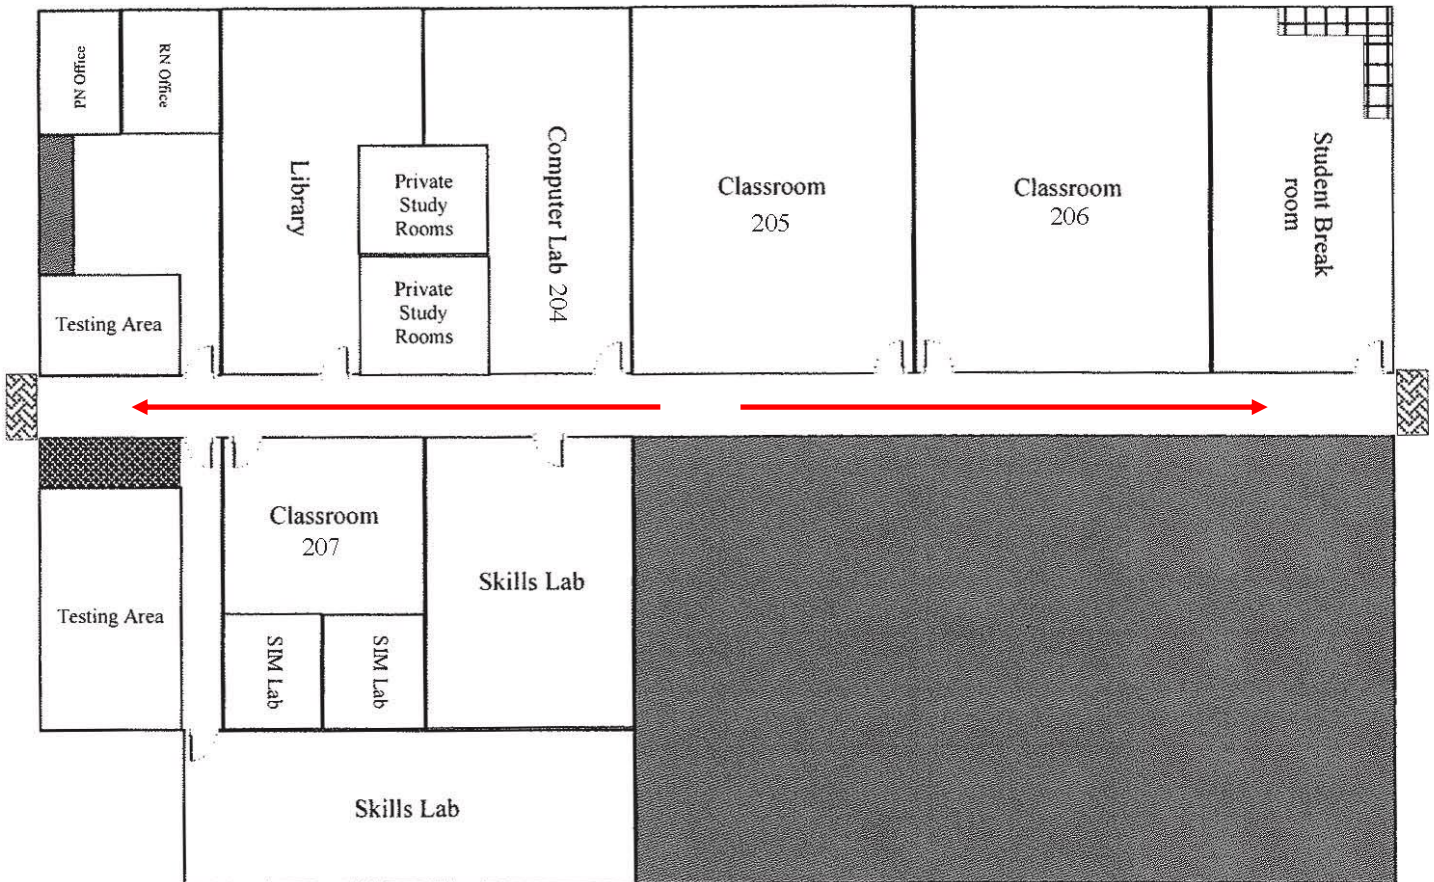 PN Office
RN Office
Library
Private
Study
Rooms
Private
Study
Rooms
Computer Lab 204
Classroom
205
Classroom
206
Student Break
room
Testing Area
Classroom
207
Skills Lab
Testing Area
SIM Lab
SIM Lab
Skills Lab